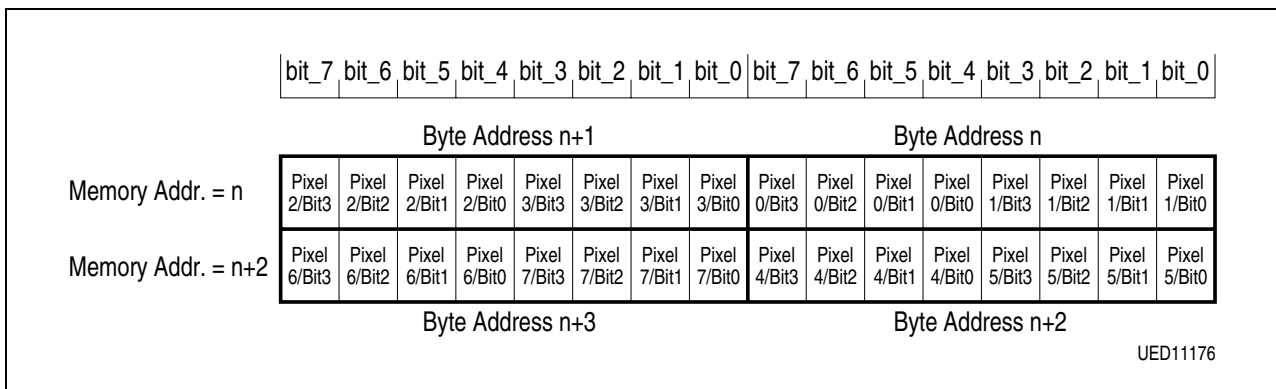 bit_7 bit_6 bit_5 bit_4 bit_3 bit_2 bit_1 bit_0 bit_7 bit_6 bit_5 bit_4 bit_3 bit_2 bit_1 bit_0
Byte Address n+1 Byte Address n
Memory Addr. = n
Pixel Pixel Pixel Pixel Pixel Pixel Pixel Pixel Pixel Pixel Pixel Pixel Pixel Pixel Pixel Pixel
2/Bit3 2/Bit2 2/Bit1 2/Bit0 3/Bit3 3/Bit2 3/Bit1 3/Bit0 0/Bit3 0/Bit2 0/Bit1 0/Bit0 1/Bit3 1/Bit2 1/Bit1 1/Bit0
Memory Addr. = n+2
Pixel Pixel Pixel Pixel Pixel Pixel Pixel Pixel Pixel Pixel Pixel Pixel Pixel Pixel Pixel Pixel
6/Bit3 6/Bit2 6/Bit1 6/Bit0 7/Bit3 7/Bit2 7/Bit1 7/Bit0 4/Bit3 4/Bit2 4/Bit1 4/Bit0 5/Bit3 5/Bit2 5/Bit1 5/Bit0
Byte Address n+3 Byte Address n+2
UED11176